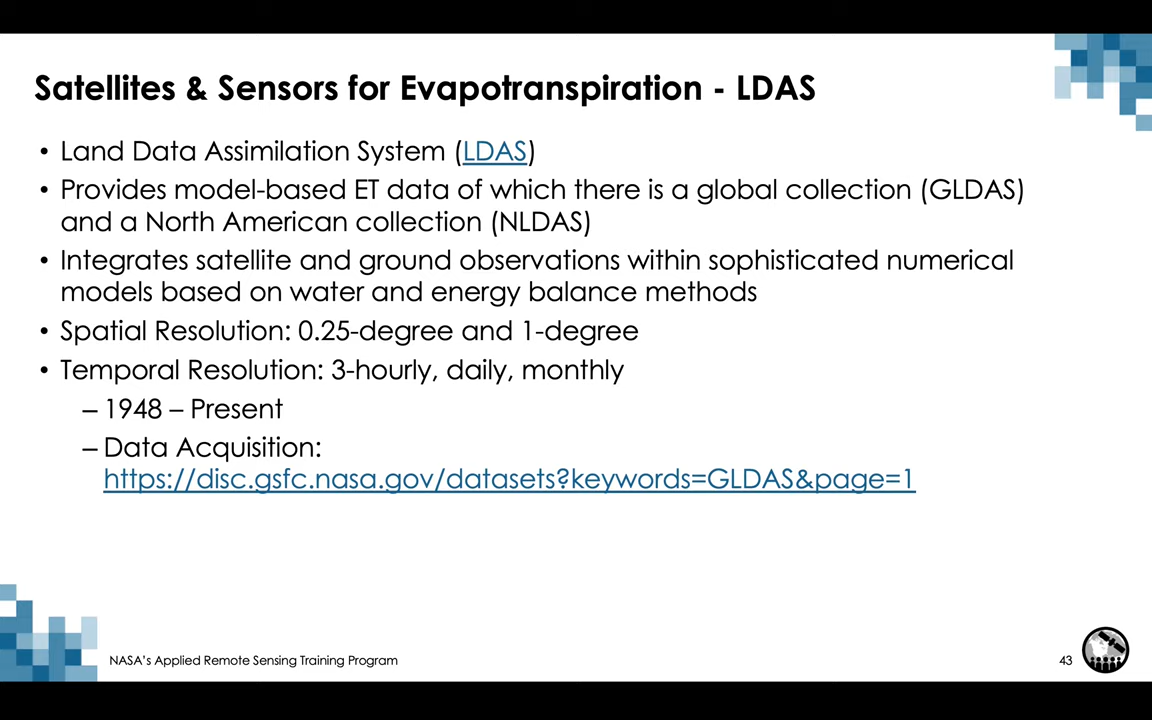 Satellites & Sensors for Evapotranspiration - LDAS
• Land Data Assimilation System (LDAS)
• Provides model-based ET data of which there is a global collection (GLDAS)
and a North American collection (NLDAS)
• Integrates satellite and ground observations within sophisticated numerical
models based on water and energy balance methods
• Spatial Resolution: 0.25-degree and 1-degree
• Temporal Resolution: 3-hourly, daily, monthly
– 1948 – Present
– Data Acquisition:
https://disc.gsfc.nasa.gov/datasets?keywords=GLDAS&page=1
NASA's Applied Remote Sensing Training Program
43